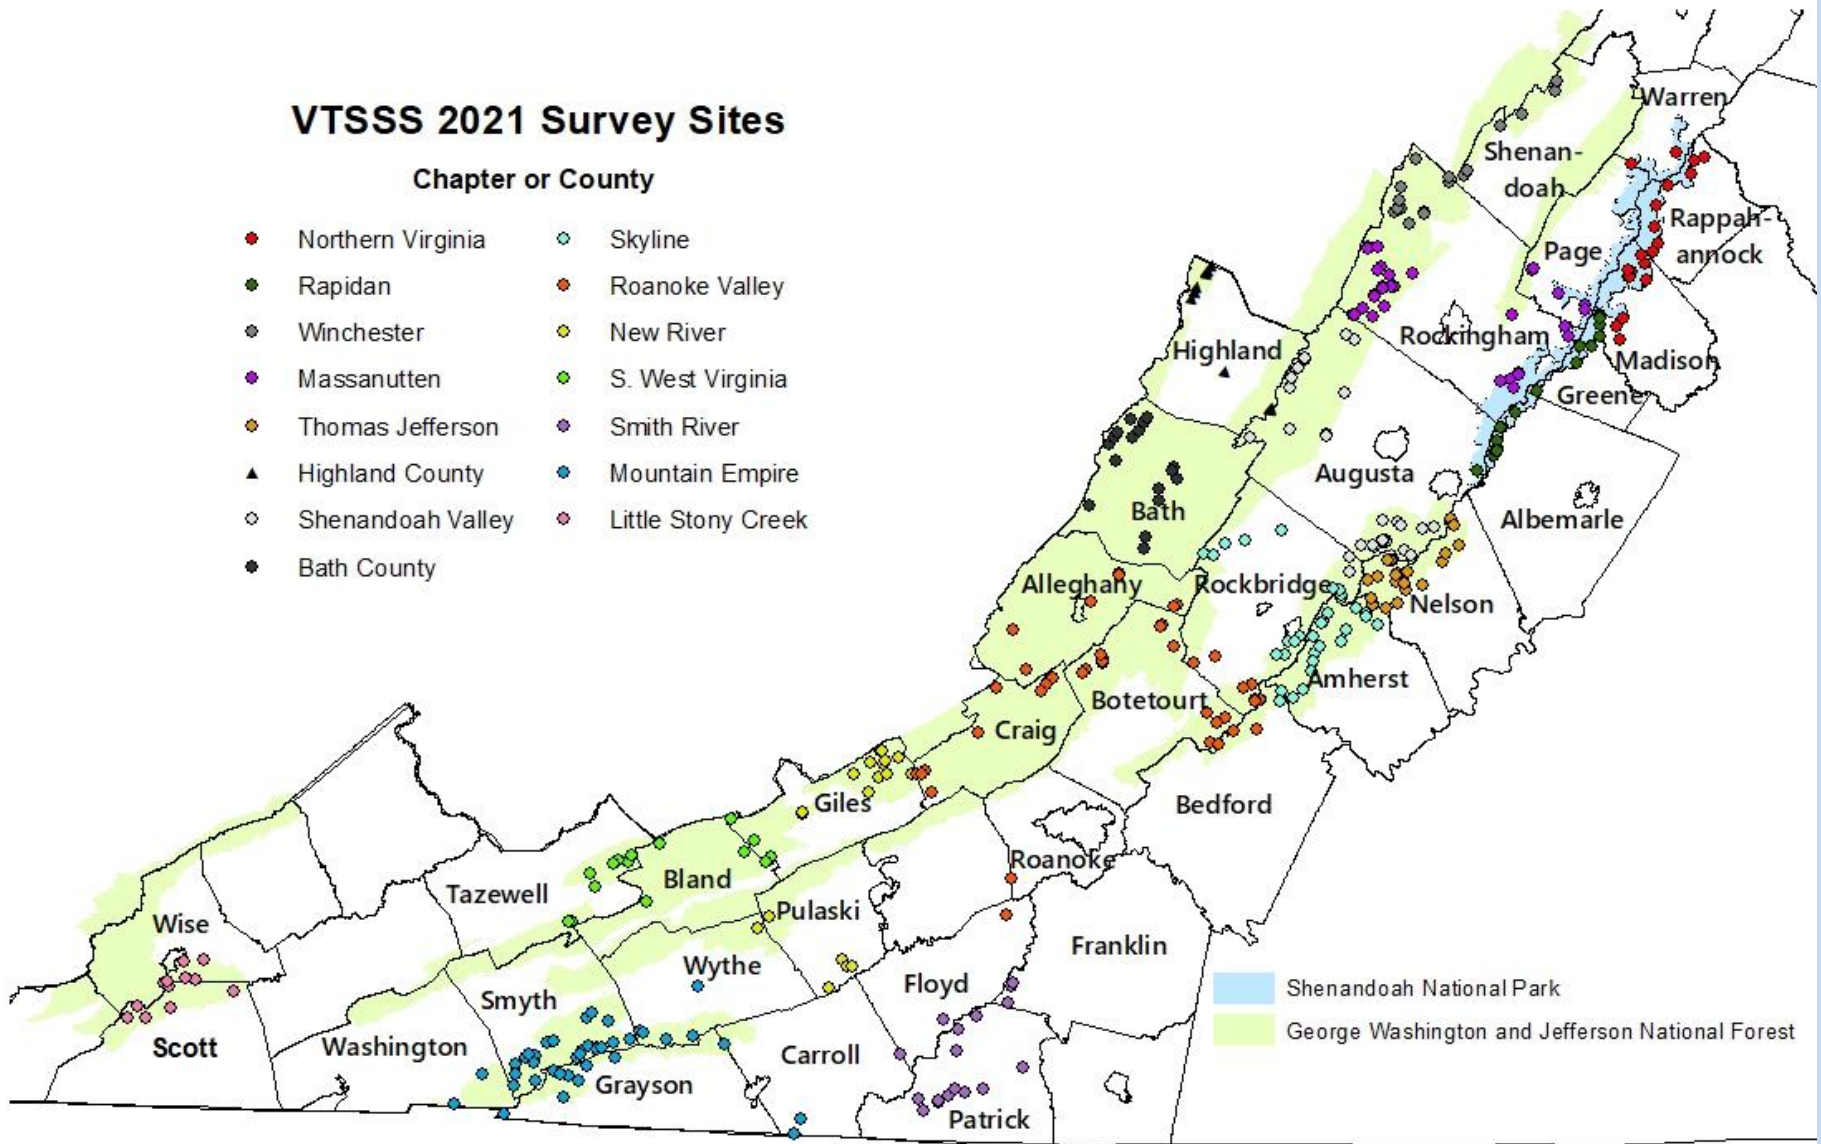 VTSSS 2021 Survey Sites
Chapter or County
Northern Virginia
Rapidan
Winchester
Massanutten
Thomas Jefferson
Highland County
Shenandoah Valley
Bath County
Skyline
Roanoke Valley
New River
S. West Virginia
Smith River
Mountain Empire
Little Stony Creek
Warren
Shenan-
doah
Rappah-
annock
Page
Rockingham
Highland
Madison
Greene
Augusta
Bath
Albemarle
Alleghany
Rockbridge
Nelson
Amherst
Botetourt
Craig
Giles
Bedford
Roanoke
Bland
Tazewell
Pulaski
Wise
Franklin
Wythe
Floyd
Smyth
Scott
Washington
Carroll
Grayson
Patrick
Shenandoah National Park
George Washington and Jefferson National Forest